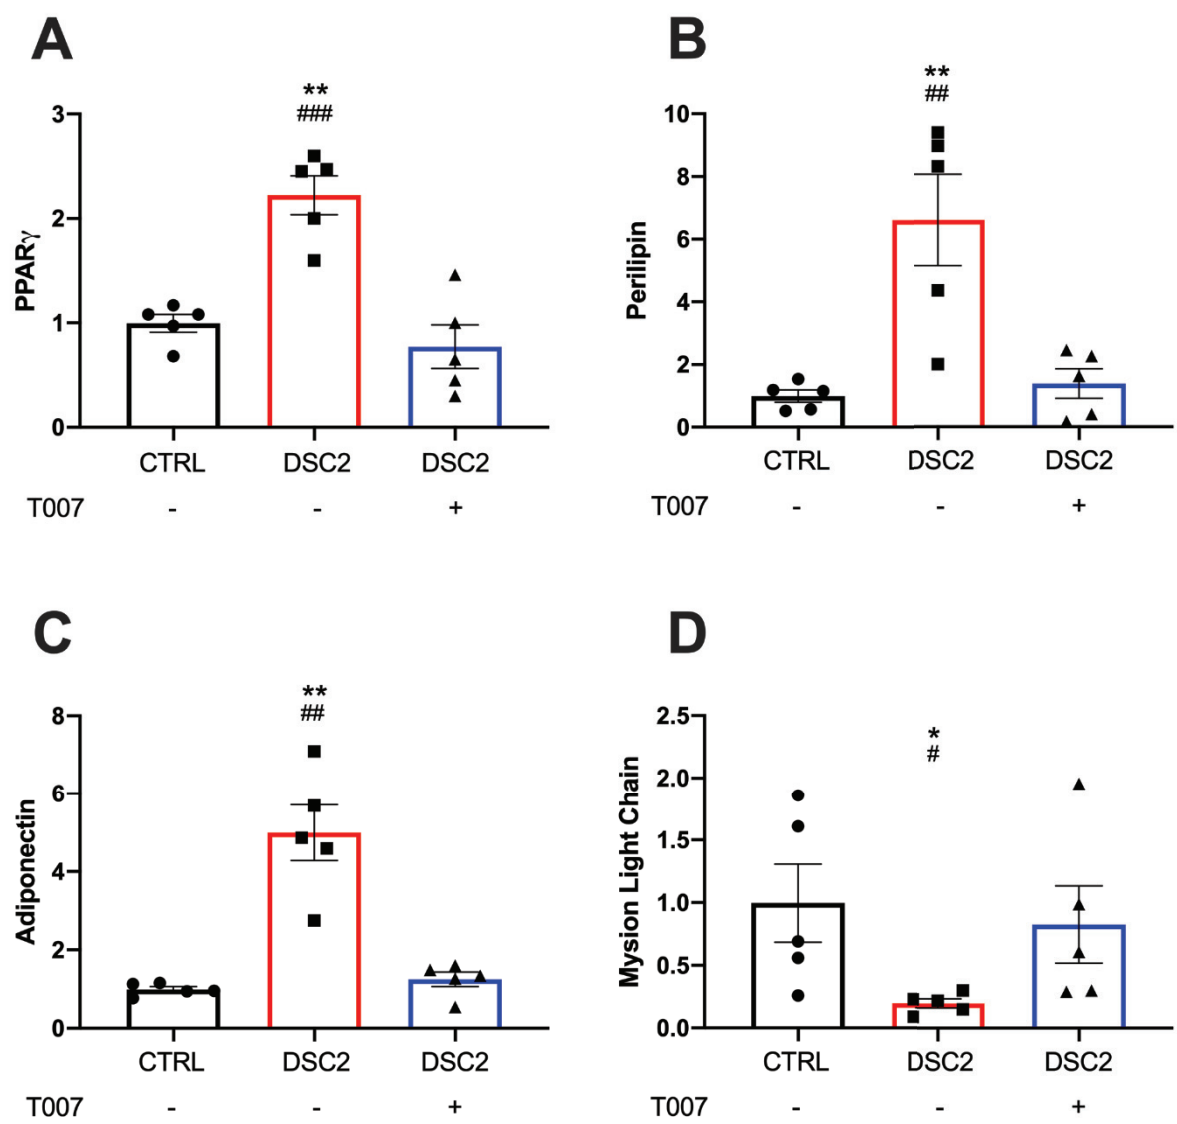 A
**
###
3
2
1
0
PPARγ
CTRL DSC2 DSC2
T007 - - +
B
**
##
10
8
6
4
2
0
Perilipin
CTRL DSC2 DSC2
T007 - - +
C
**
##
8
6
4
2
0
Adiponectin
CTRL DSC2 DSC2
T007 - - +
D
*
#
2.5
2.0
1.5
1.0
0.5
0.0
Mysion Light Chain
CTRL DSC2 DSC2
T007 - - +